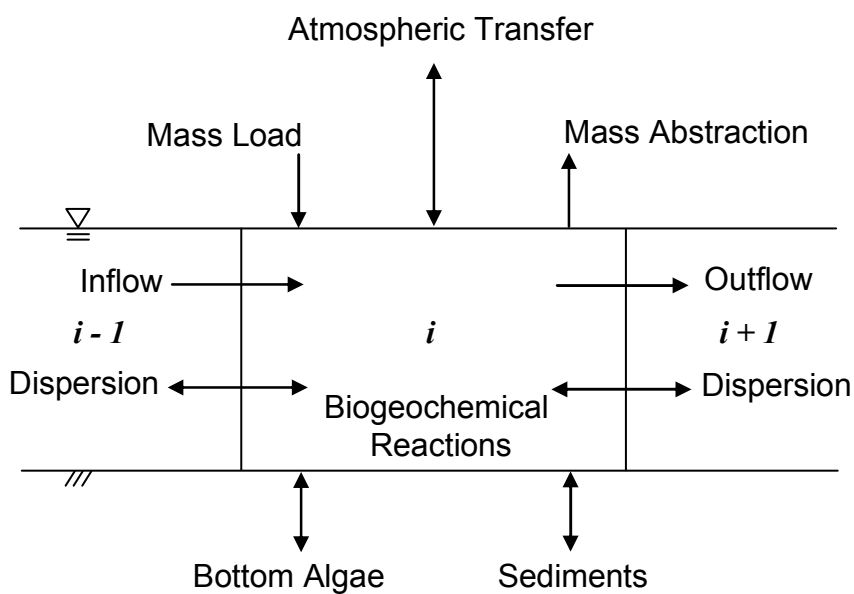 Atmospheric Transfer
Mass Load
Mass Abstraction
Inflow
Outflow
i - 1
i
i + 1
Dispersion
Dispersion
Biogeochemical
Reactions
Bottom Algae
Sediments